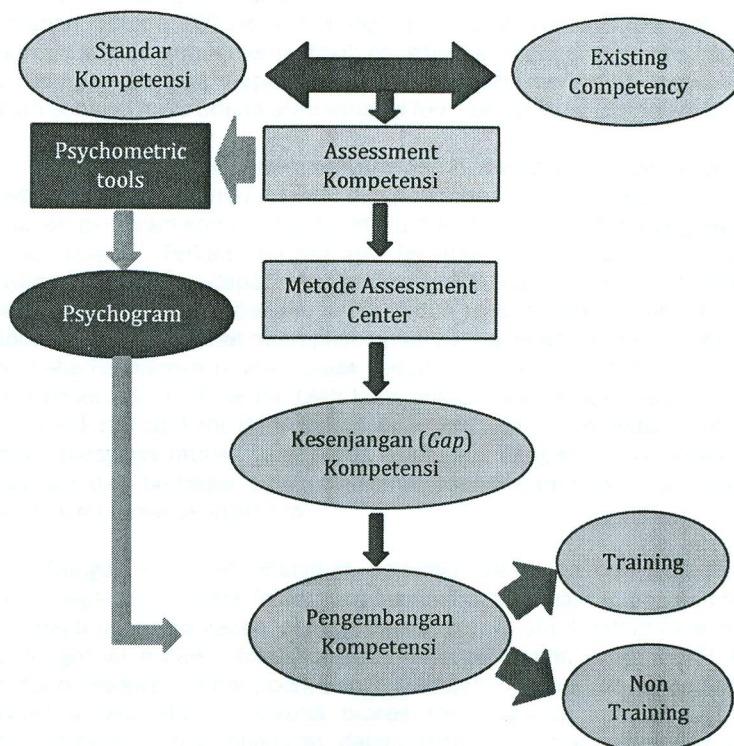 Standar
Kompetensi
Existing
Competency
Psychometric
tools
Assessment
Kompetensi
Psychogram
Metode Assessment
Center
Kesenjangan (Gap)
Kompetensi
Pengembangan
Kompetensi
Training
Non
Training